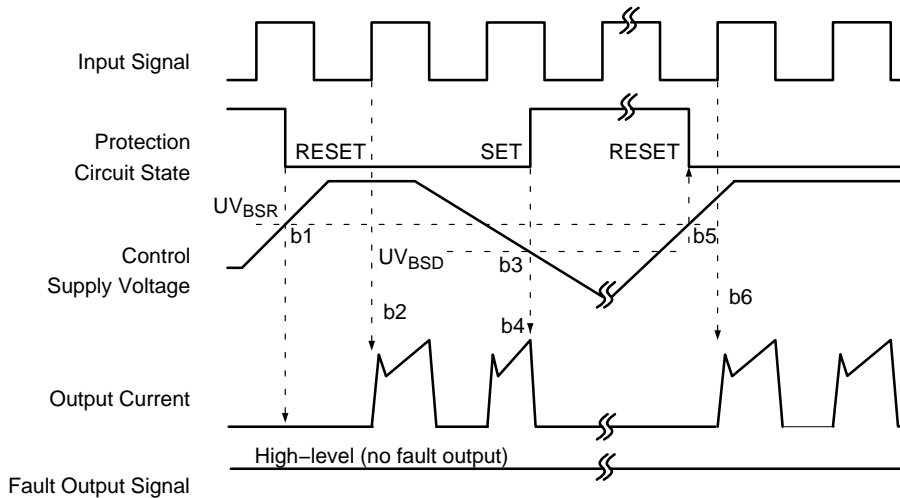 Input Signal
Protection
Circuit State
RESET
SET
RESET
UVBSR
b1
b5
Control
Supply Voltage
UVBSD
b3
b2
b4
b6
Output Current
High−level (no fault output)
Fault Output Signal